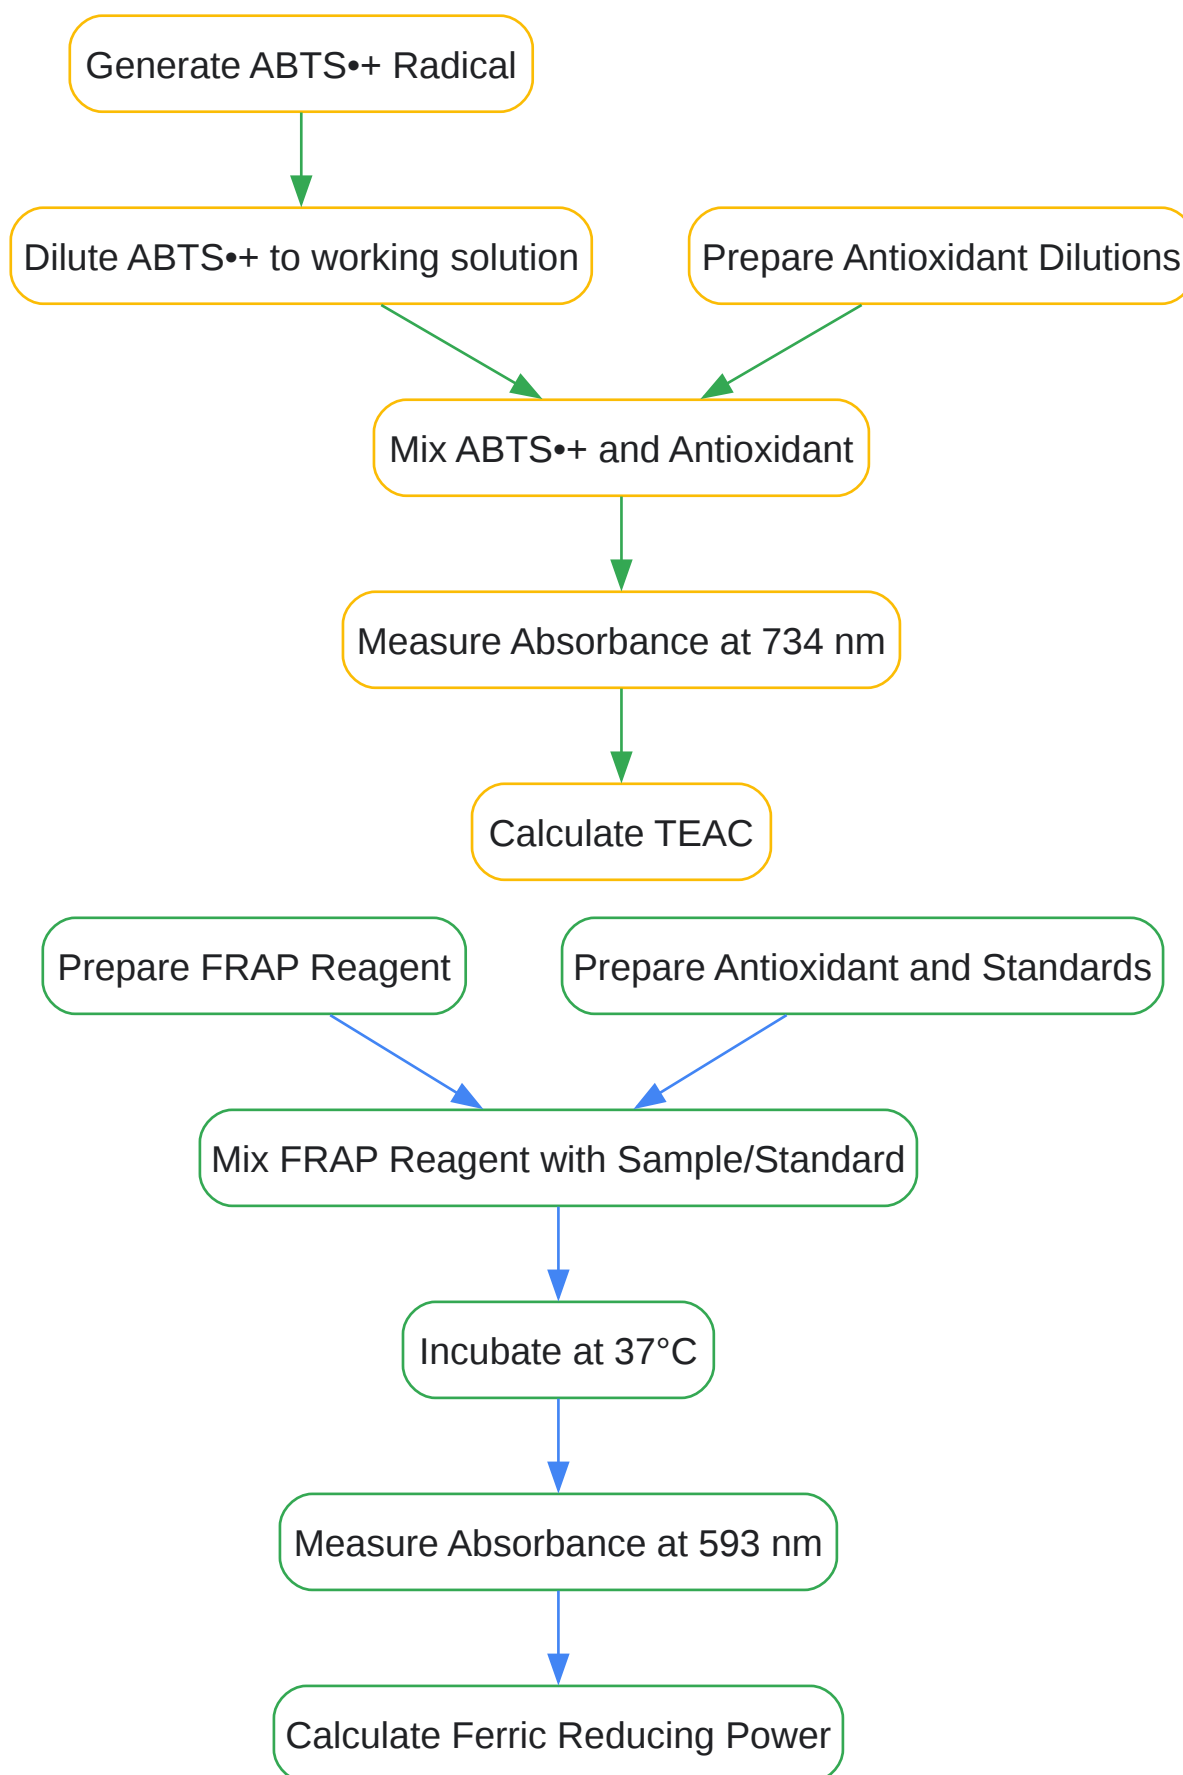 Generate ABTS•+ Radical
Dilute ABTS•+ to working solution
Prepare Antioxidant Dilutions
Mix ABTS•+ and Antioxidant
Measure Absorbance at 734 nm
Calculate TEAC
Prepare FRAP Reagent
Prepare Antioxidant and Standards
Mix FRAP Reagent with Sample/Standard
Incubate at 37°C
Measure Absorbance at 593 nm
Calculate Ferric Reducing Power